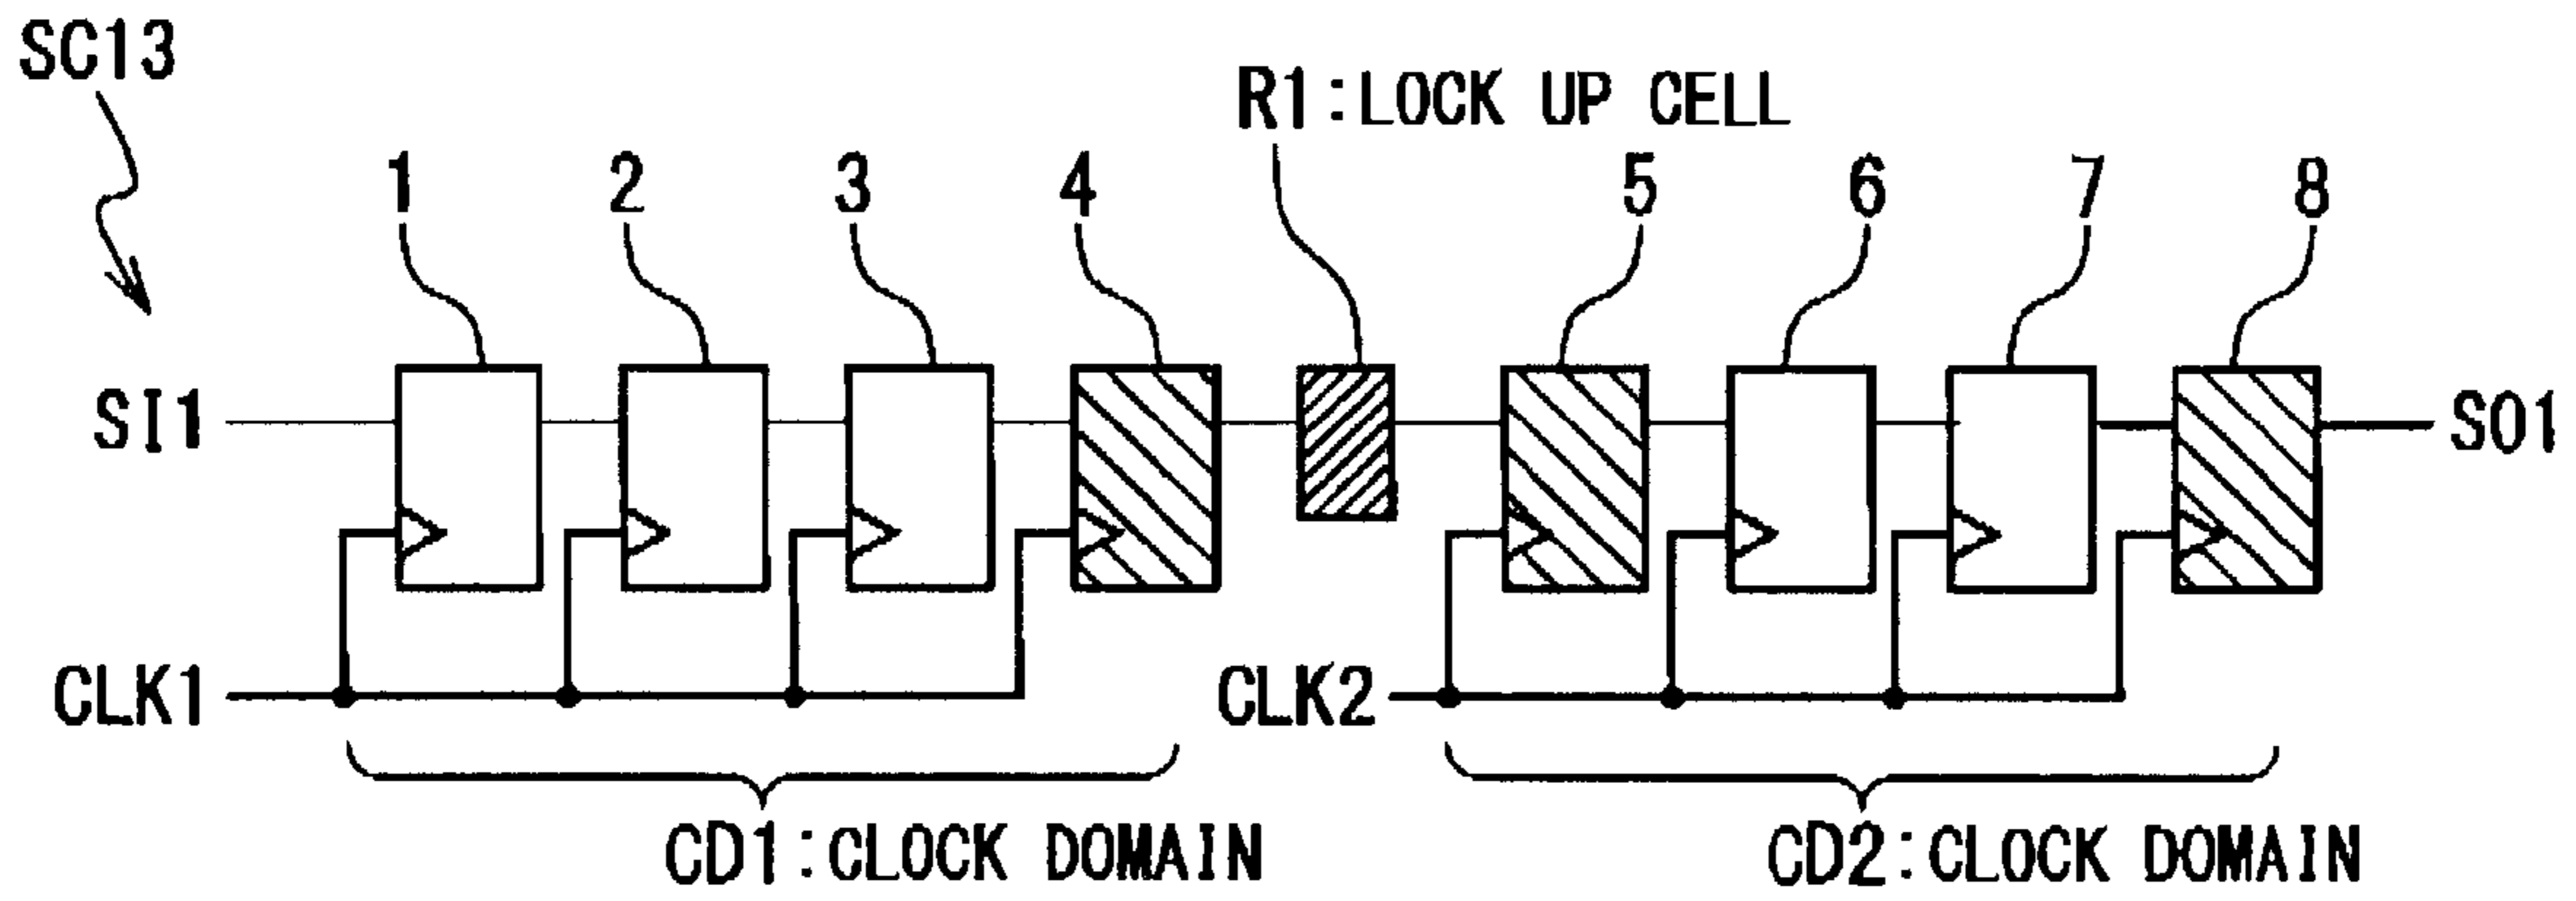 SC13
R1:LOCK UP CELL
1 2 3 4 5 6 7 8
SI1 SO1
CLK1 CLK2
CD1:CLOCK DOMAIN CD2:CLOCK DOMAIN